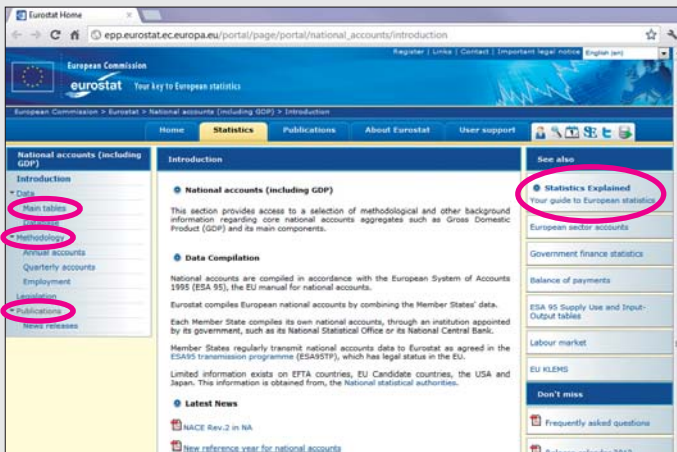 Eurostat Home
epp.eurostat.ec.europa.eu/portal/page/portal/national_accounts/introduction
Register | Links | Contact | Important legal notice English (en)
European Commission
eurostat Your key to European statistics
European Commission > Eurostat > National accounts (including GDP) > Introduction
Home Statistics Publications About Eurostat User support
National accounts (including GDP)
Introduction
Data
Main tables
Database
Methodology
Annual accounts
Quarterly accounts
Employment
Legislation
Publications
News releases
Introduction
National accounts (including GDP)
This section provides access to a selection of methodological and other background
information regarding core national accounts aggregates such as Gross Domestic
Product (GDP) and its main components.
Data Compilation
National accounts are compiled in accordance with the European System of Accounts
1995 (ESA 95), the EU manual for national accounts.
Eurostat compiles European national accounts by combining the Member States' data.
Each Member State compiles its own national accounts, through an institution appointed
by its government, such as its National Statistical Office or its National Central Bank.
Member States regularly transmit national accounts data to Eurostat as agreed in the
ESA95 transmission programme (ESA95TP), which has legal status in the EU.
Limited information exists on EFTA countries, EU Candidate countries, the USA and
Japan. This information is obtained from, the National statistical authorities.
Latest News
NACE Rev.2 in NA
New reference year for national accounts
See also
Statistics Explained
Your guide to European statistics
European sector accounts
Government finance statistics
Balance of payments
ESA 95 Supply Use and Input-
Output tables
Labour market
EU KLEMS
Don't miss
Frequently asked questions